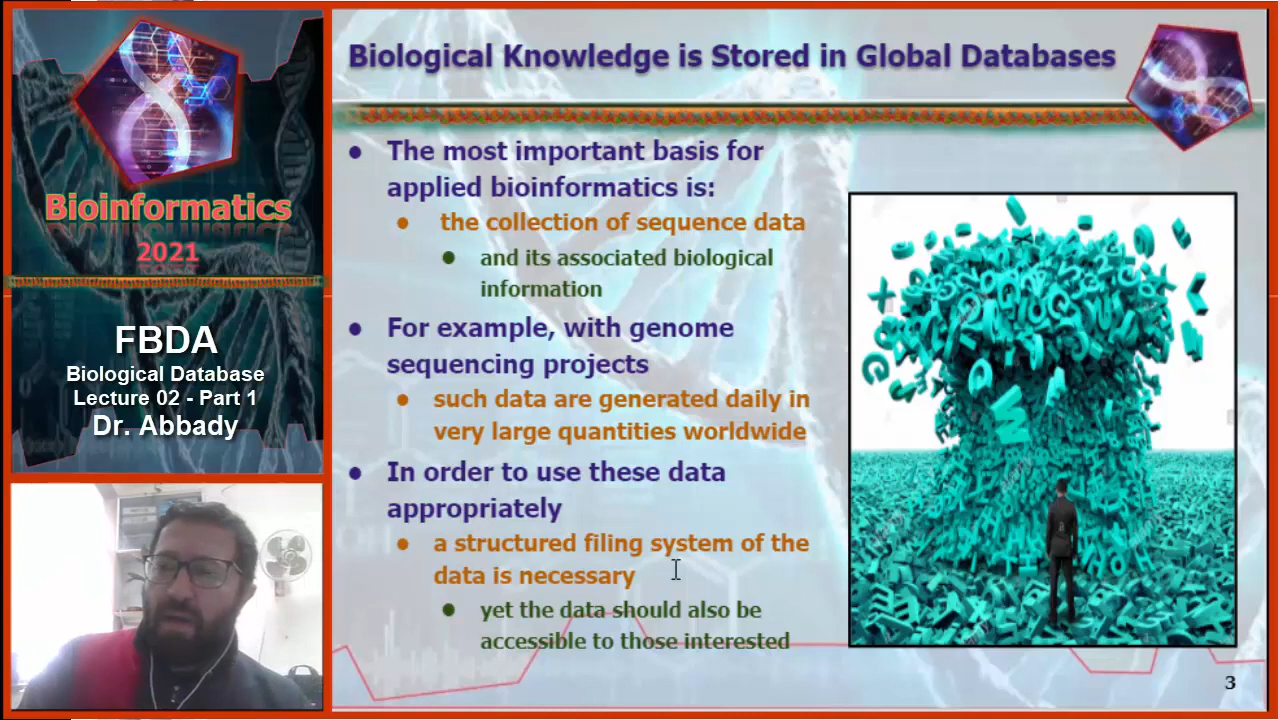 Bioinformatics
2021
FBDA
Biological Database
Lecture 02 - Part 1
Dr. Abbady
Biological Knowledge is Stored in Global Databases
• The most important basis for
applied bioinformatics is:
• the collection of sequence data
• and its associated biological
information
• For example, with genome
sequencing projects
• such data are generated daily in
very large quantities worldwide
• In order to use these data
appropriately
• a structured filing system of the
data is necessary
• yet the data should also be
accessible to those interested
3